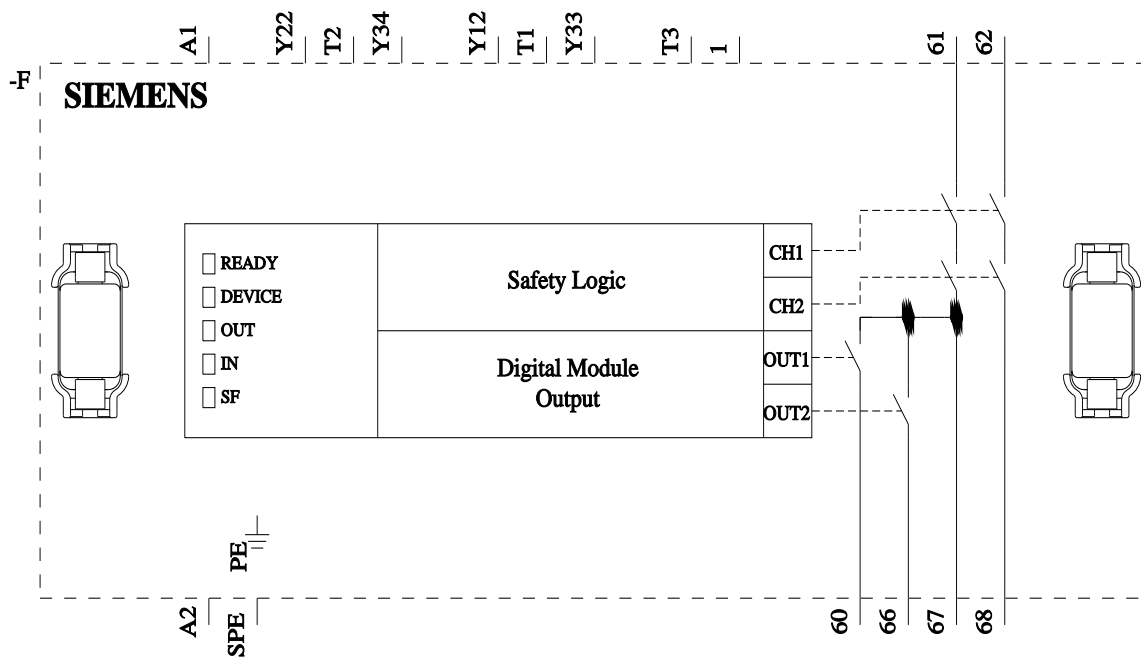 A1
Y22
T2
Y34
Y12
T1
Y33
T3
1
61
62
-F
SIEMENS
READY
DEVICE
OUT
IN
SF
Safety Logic
Digital Module
Output
CH1
CH2
OUT1
OUT2
PE
A2
SPE
60
66
67
68